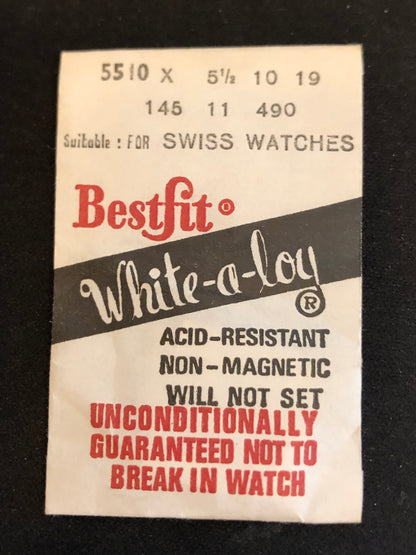 5510 X 5½ 10 19
145 11 490
Suitable : FOR SWISS WATCHES
Bestfit®
White-a-loy
®
ACID-RESISTANT
NON-MAGNETIC
WILL NOT SET
UNCONDITIONALLY
GUARANTEED NOT TO
BREAK IN WATCH